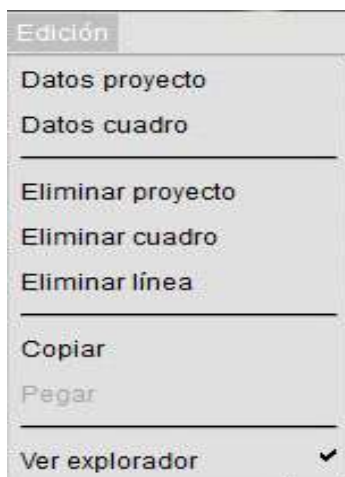 Edición
Datos proyecto
Datos cuadro
Eliminar proyecto
Eliminar cuadro
Eliminar línea
Copiar
Pegar
Ver explorador